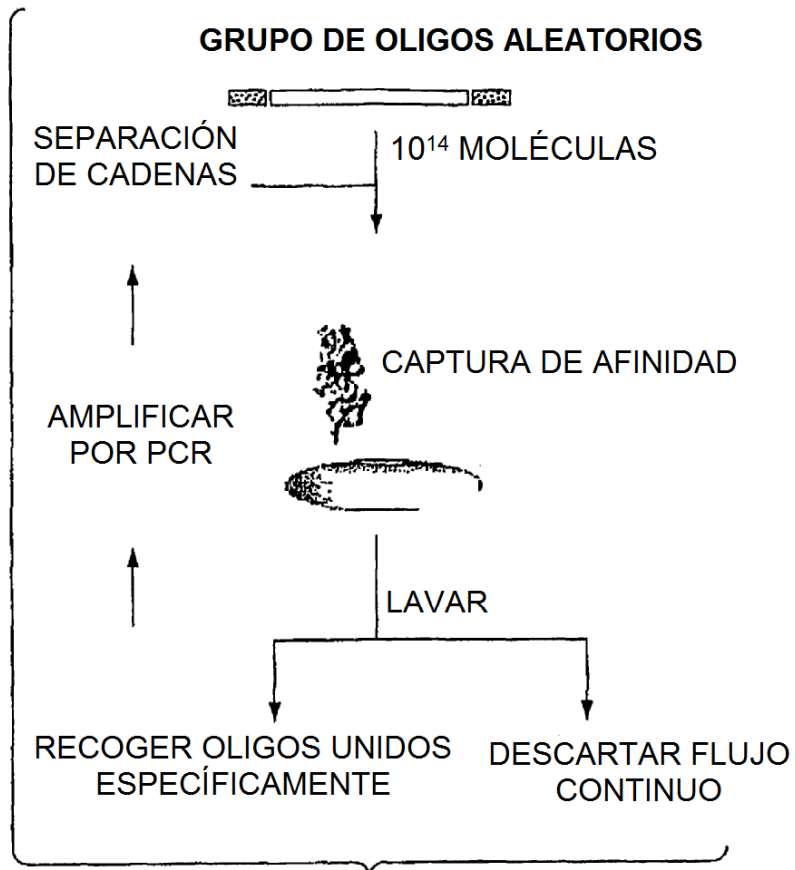 GRUPO DE OLIGOS ALEATORIOS
SEPARACIÓN
DE CADENAS
10¹⁴ MOLÉCULAS
CAPTURA DE AFINIDAD
AMPLIFICAR
POR PCR
LAVAR
RECOGER OLIGOS UNIDOS
ESPECÍFICAMENTE
DESCARTAR FLUJO
CONTINUO